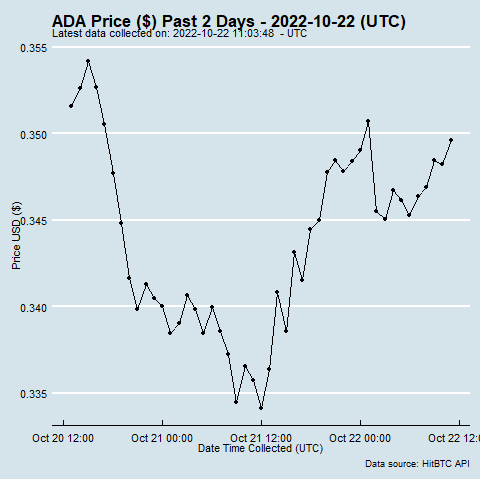 ADA Price ($) Past 2 Days - 2022-10-22 (UTC)
Latest data collected on: 2022-10-22 11:03:48  - UTC
0.355
0.350
0.345
0.340
0.335
Price USD ($)
Oct 20 12:00 Oct 21 00:00 Oct 21 12:00 Oct 22 00:00 Oct 22 12:0
Date Time Collected (UTC)
Data source: HitBTC API